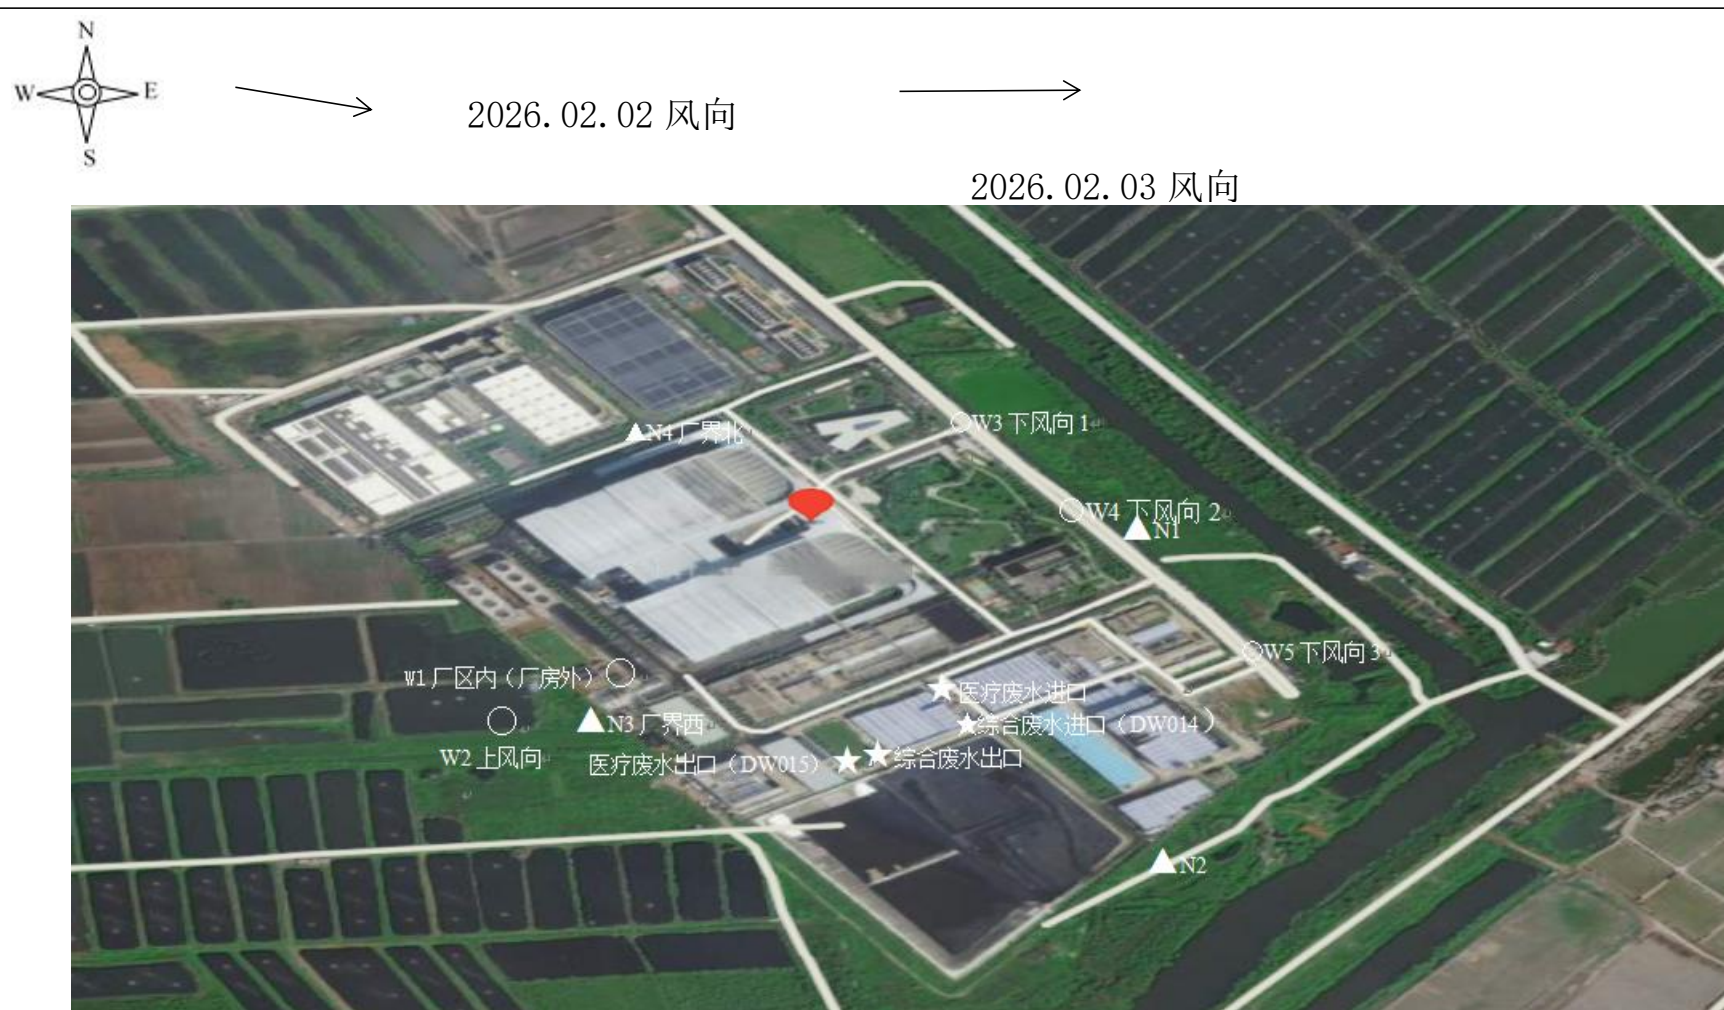 N
W E
S
2026.02.02 风向
2026.02.03 风向
W3 下风向 1
N4 厂界北
W4 下风向 2
N1
W5 下风向 3
W1 厂区内（厂房外）
医疗废水进口
N3 厂界西
综合废水进口（DW014）
W2 上风向
医疗废水出口（DW015）
综合废水出口
N2